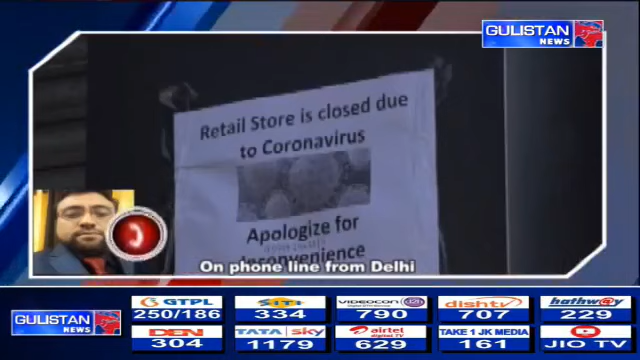 GULISTAN
NEWS
Retail Store is closed due
to Coronavirus
Apologize for
Inconvenience
On phone line from Delhi
GULISTAN
NEWS
GTPL
250/186
SITI
334
VIDEOCON d2h
790
dishtv
707
hathway
229
DEN
304
TATA sky
1179
airtel
digital TV
629
TAKE 1 JK MEDIA
161
JIO TV